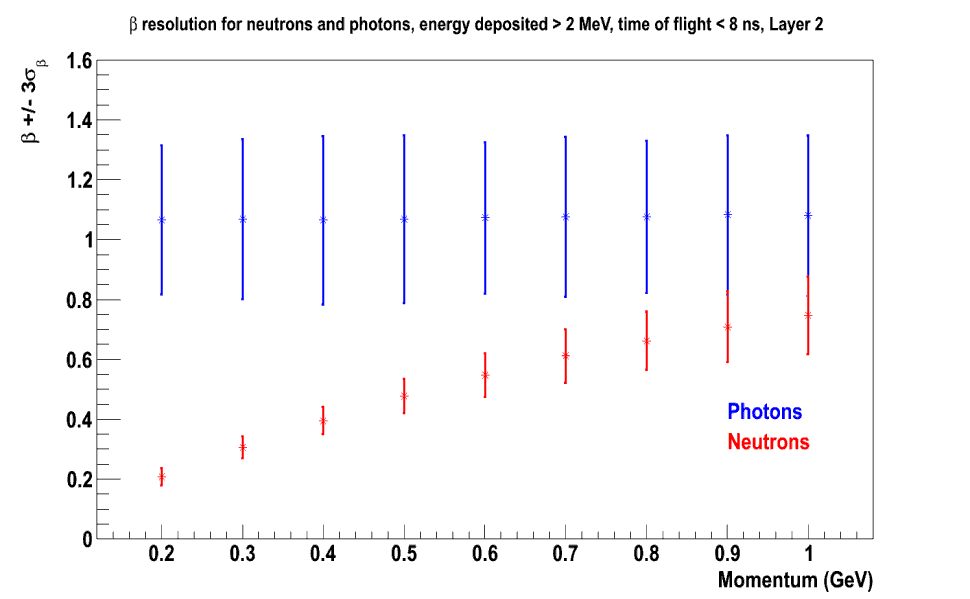 β resolution for neutrons and photons, energy deposited > 2 MeV, time of flight < 8 ns, Layer 2
β +/- 3σβ
1.6
1.4
1.2
1
0.8
0.6
0.4
0.2
0
Photons
Neutrons
0.2 0.3 0.4 0.5 0.6 0.7 0.8 0.9 1
Momentum (GeV)